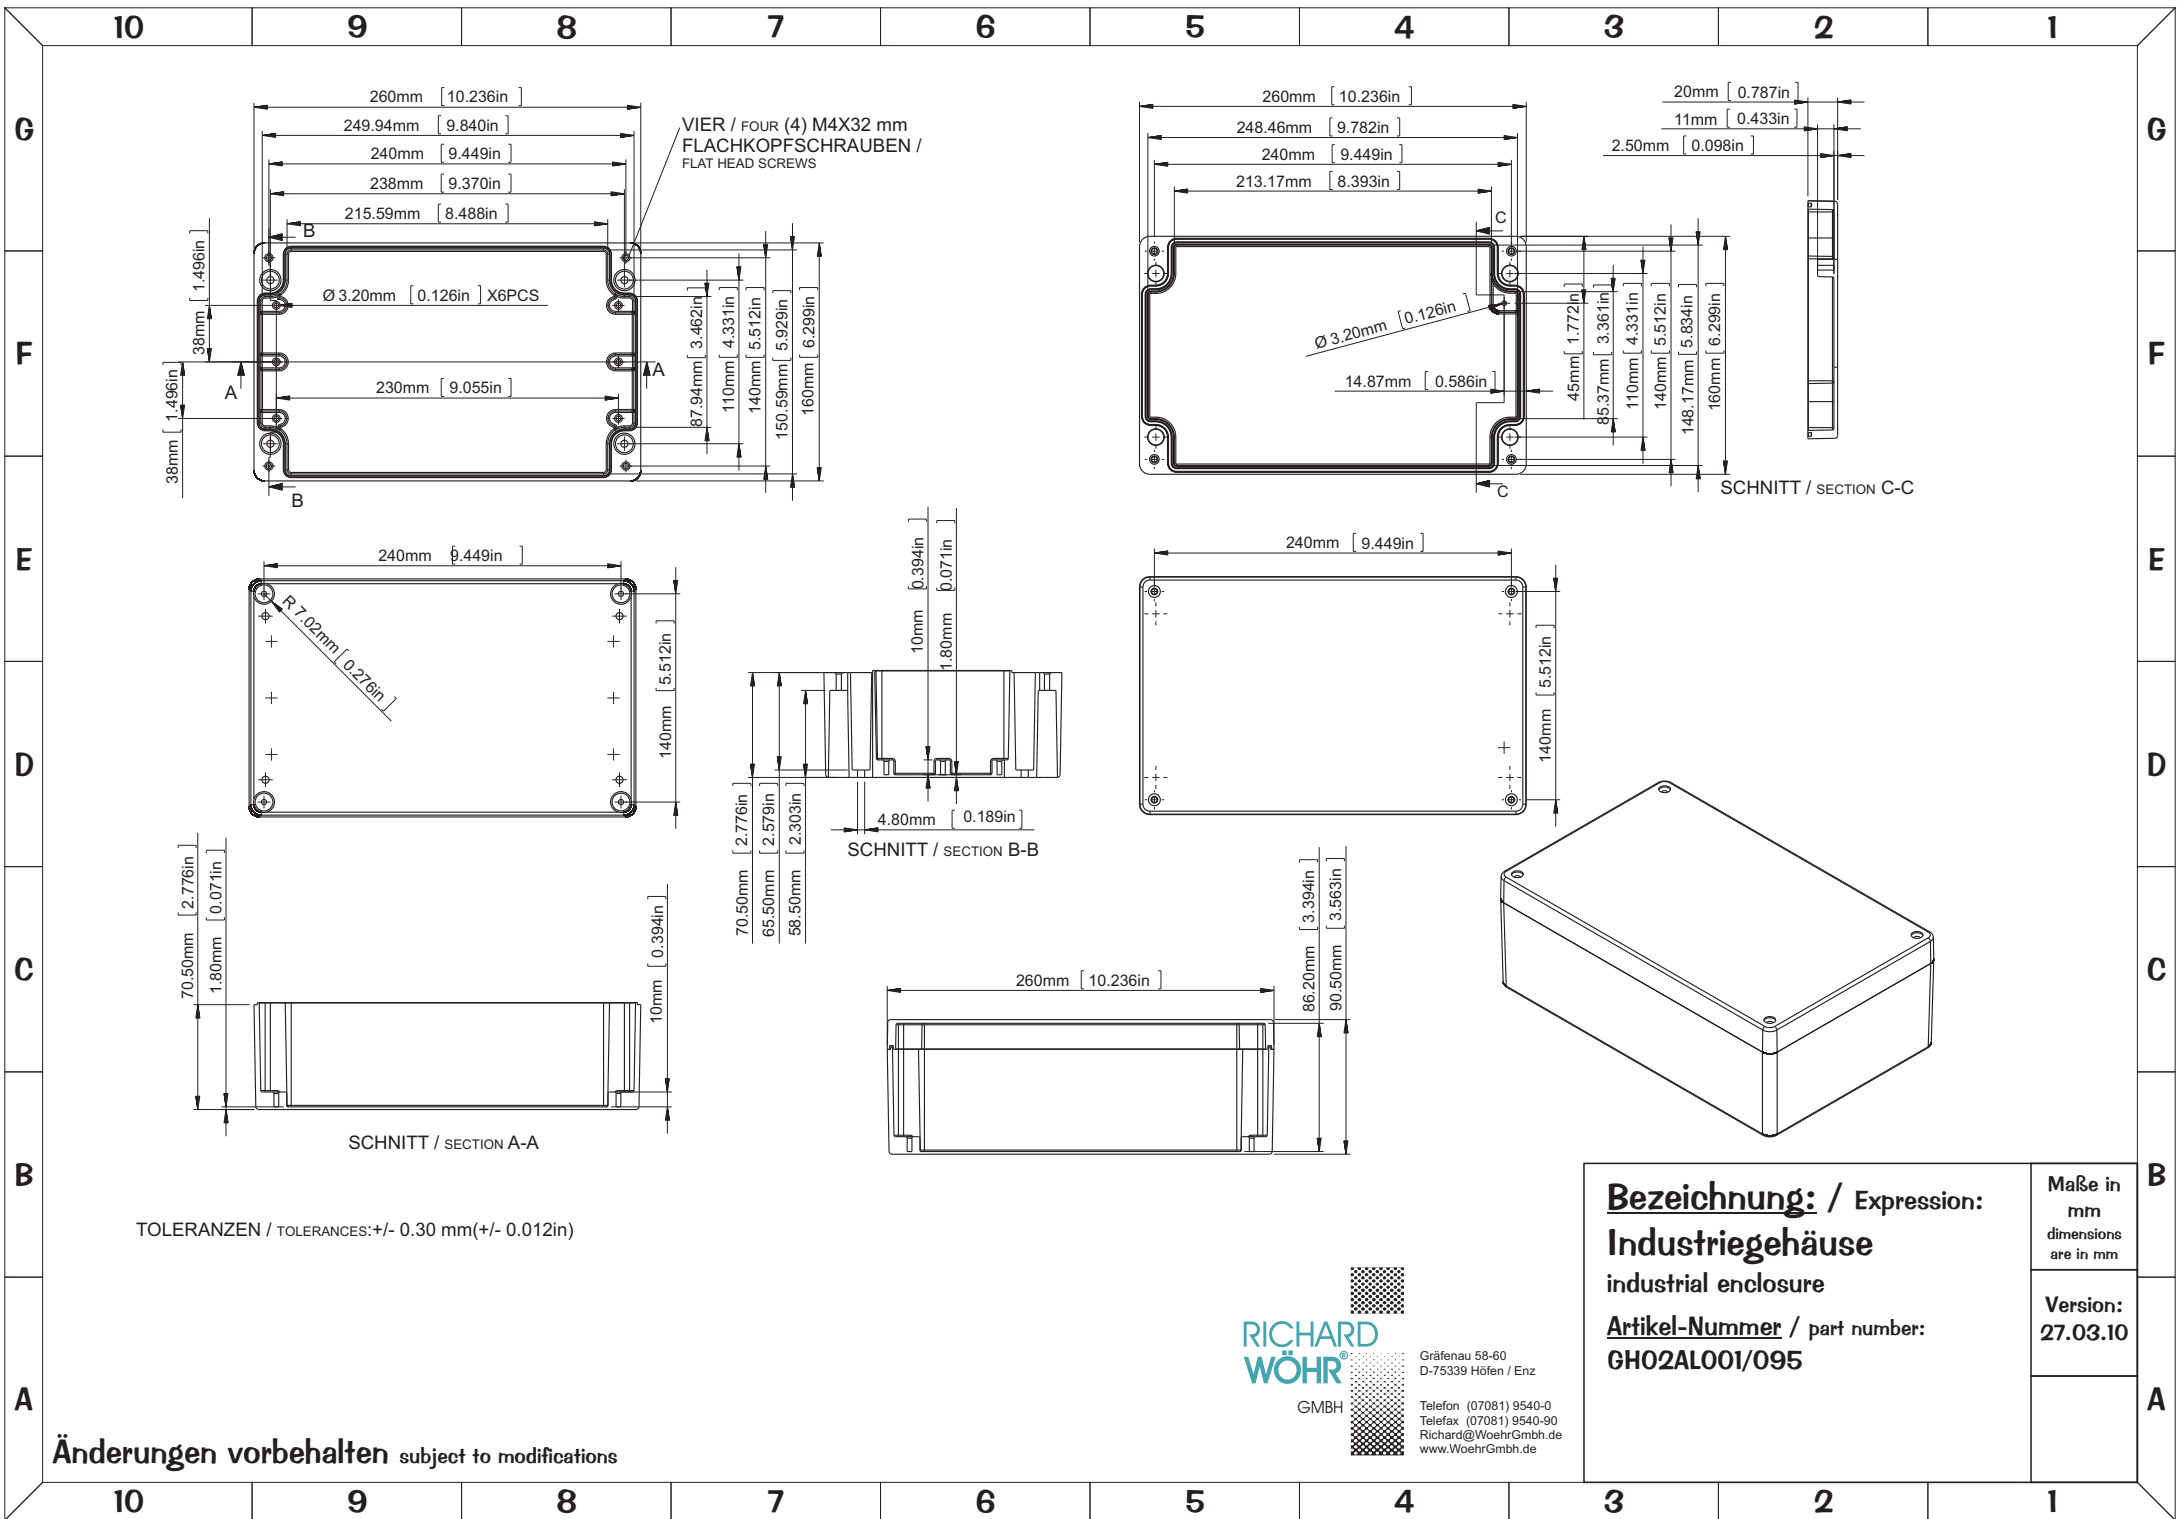 10 9 8 7 6 5 4 3 2 1
G
F
E
D
C
B
A
260mm [10.236in]
249.94mm [9.840in]
240mm [9.449in]
238mm [9.370in]
215.59mm [8.488in]
VIER / FOUR (4) M4X32 mm
FLACHKOPFSCHRAUBEN /
FLAT HEAD SCREWS
B
Ø 3.20mm [0.126in] X6PCS
38mm [1.496in]
38mm [1.496in]
A
A
230mm [9.055in]
B
87.94mm [3.462in]
110mm [4.331in]
140mm [5.512in]
150.59mm [5.929in]
160mm [6.299in]
260mm [10.236in]
248.46mm [9.782in]
240mm [9.449in]
213.17mm [8.393in]
C
Ø 3.20mm [0.126in]
14.87mm [0.586in]
C
45mm [1.772in]
85.37mm [3.361in]
110mm [4.331in]
140mm [5.512in]
148.17mm [5.834in]
160mm [6.299in]
20mm [0.787in]
11mm [0.433in]
2.50mm [0.098in]
SCHNITT / SECTION C-C
240mm [9.449in]
R 7.02mm [0.276in]
140mm [5.512in]
10mm [0.394in]
1.80mm [0.071in]
4.80mm [0.189in]
70.50mm [2.776in]
65.50mm [2.579in]
58.50mm [2.303in]
SCHNITT / SECTION B-B
240mm [9.449in]
140mm [5.512in]
70.50mm [2.776in]
1.80mm [0.071in]
10mm [0.394in]
SCHNITT / SECTION A-A
260mm [10.236in]
86.20mm [3.394in]
90.50mm [3.563in]
TOLERANZEN / TOLERANCES:+/- 0.30 mm(+/- 0.012in)
RICHARD
WÖHR®
GMBH
Gräfenau 58-60
D-75339 Höfen / Enz
Telefon (07081) 9540-0
Telefax (07081) 9540-90
Richard@WoehrGmbh.de
www.WoehrGmbh.de
Bezeichnung: / Expression:
Industriegehäuse
industrial enclosure
Artikel-Nummer / part number:
GH02AL001/095
Maße in
mm
dimensions
are in mm
Version:
27.03.10
Änderungen vorbehalten subject to modifications
G
F
E
D
C
B
A
10 9 8 7 6 5 4 3 2 1